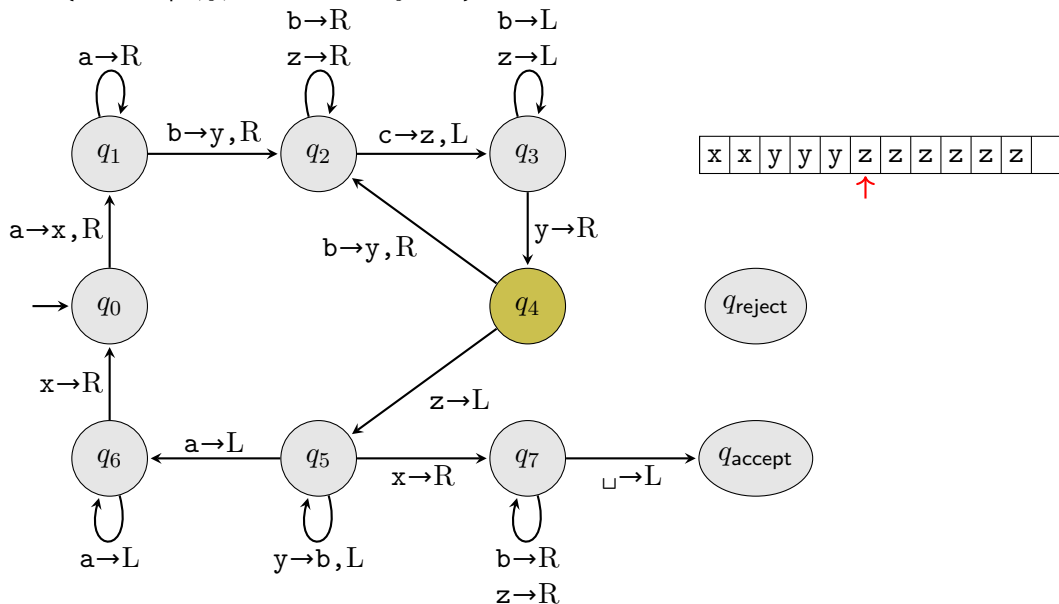 b→R
b→L
a→R
z→R
z→L
q1
b→y,R
q2
c→z,L
q3
x x y y y z z z z z z
a→x,R
b→y,R
y→R
q0
q4
qreject
x→R
z→L
q6
a→L
q5
x→R
q7
␣→L
qaccept
a→L
y→b,L
b→R
z→R